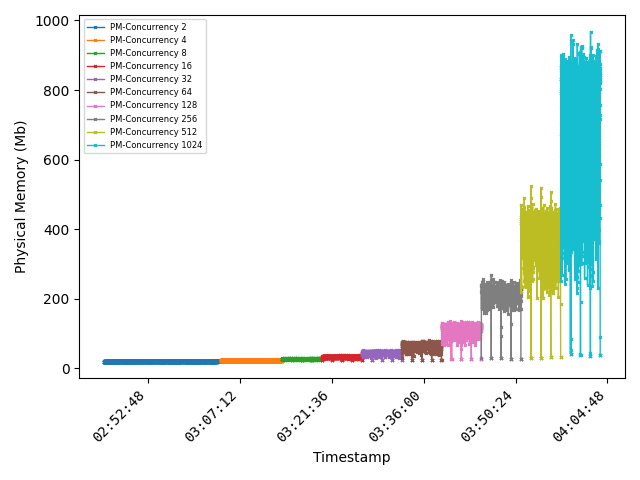 PM-Concurrency 2
PM-Concurrency 4
PM-Concurrency 8
PM-Concurrency 16
PM-Concurrency 32
PM-Concurrency 64
PM-Concurrency 128
PM-Concurrency 256
PM-Concurrency 512
PM-Concurrency 1024
1000
800
600
400
200
0
Physical Memory (Mb)
02:52:48
03:07:12
03:21:36
03:36:00
03:50:24
04:04:48
Timestamp